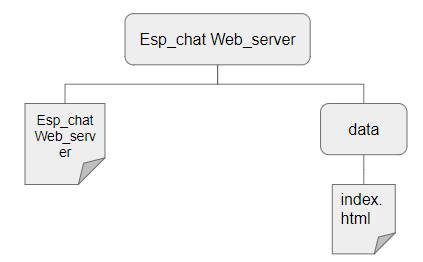 Esp_chat Web_server
Esp_chat
Web_serv
er
data
index.
html